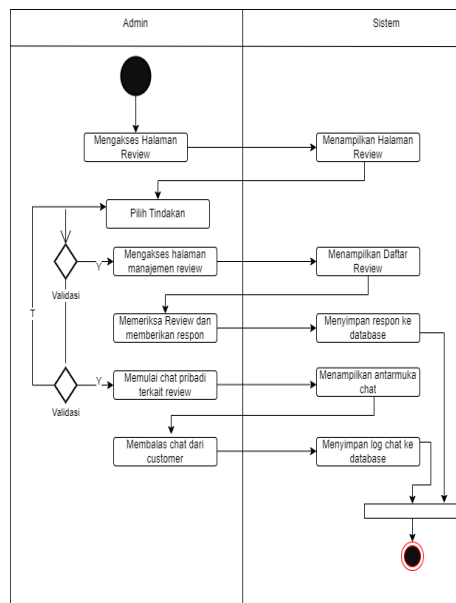 Admin
Sistem
Mengakses Halaman
Review
Menampilkan Halaman
Review
Pilih Tindakan
Y
Mengakses halaman
manajemen review
Menampilkan Daftar
Review
Validasi
T
Memeriksa Review dan
memberikan respon
Menyimpan respon ke
database
Y
Memulai chat pribadi
terkait review
Menampilkan antarmuka
chat
Validasi
Membalas chat dari
customer
Menyimpan log chat ke
database